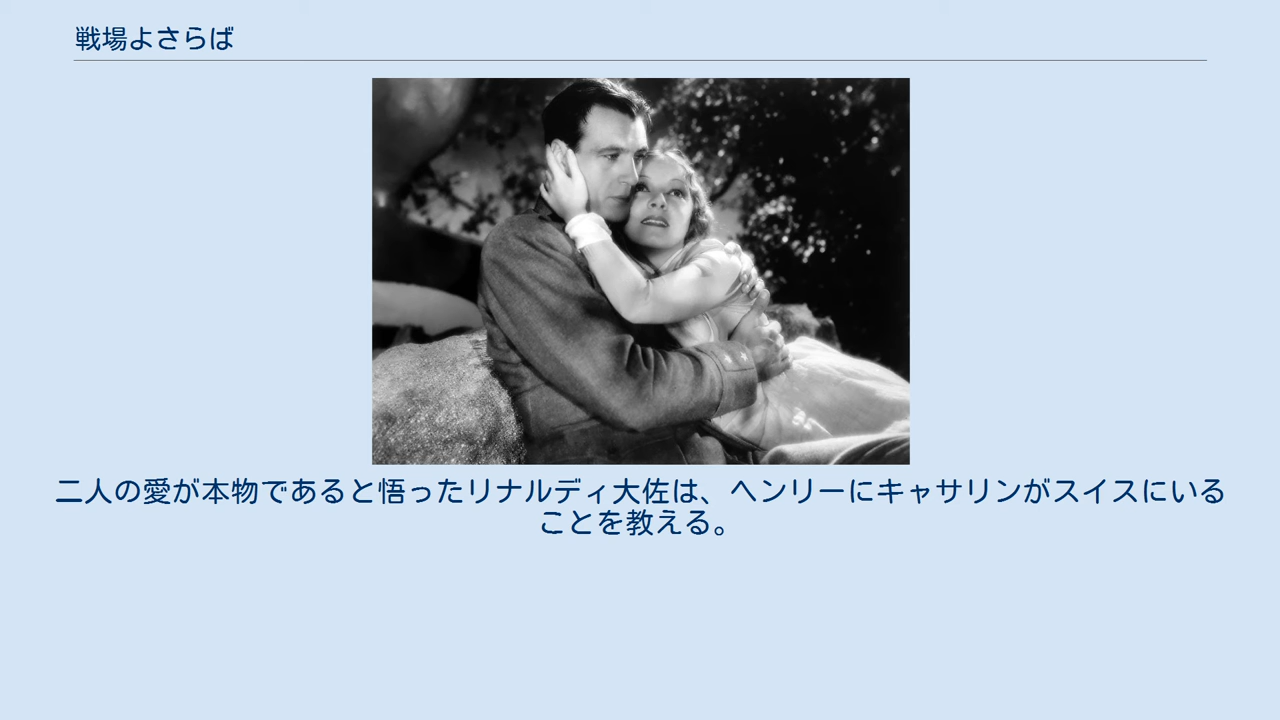 戦場よさらば
二人の愛が本物であると悟ったリナルディ大佐は、ヘンリーにキャサリンがスイスにいる
ことを教える。